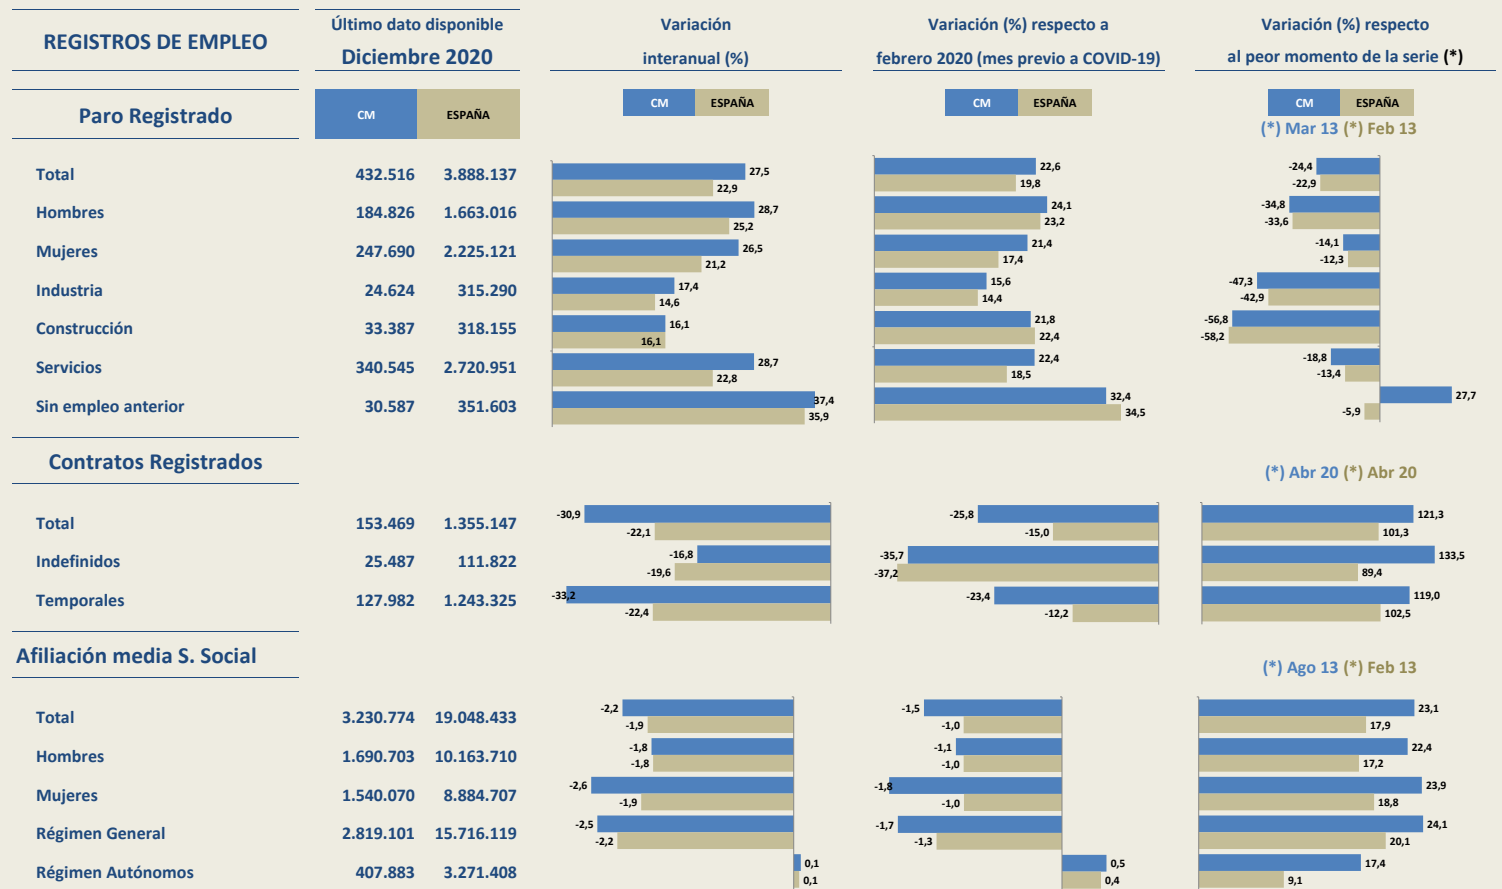 REGISTROS DE EMPLEO
Último dato disponible
Diciembre 2020
Variación
interanual (%)
Variación (%) respecto a
febrero 2020 (mes previo a COVID-19)
Variación (%) respecto
al peor momento de la serie (*)
Paro Registrado
CM ESPAÑA
CM ESPAÑA
CM ESPAÑA
CM ESPAÑA
(*) Mar 13 (*) Feb 13
Total 432.516 3.888.137 27,5 22,6 -24,4
22,9 19,8 -22,9
Hombres 184.826 1.663.016 28,7 24,1 -34,8
25,2 23,2 -33,6
Mujeres 247.690 2.225.121 26,5 21,4 -14,1
21,2 17,4 -12,3
Industria 24.624 315.290 17,4 15,6 -47,3
14,6 14,4 -42,9
Construcción 33.387 318.155 16,1 21,8 -56,8
16,1 22,4 -58,2
Servicios 340.545 2.720.951 28,7 22,4 -18,8
22,8 18,5 -13,4
Sin empleo anterior 30.587 351.603 37,4 32,4 27,7
35,9 34,5 -5,9
Contratos Registrados
(*) Abr 20 (*) Abr 20
Total 153.469 1.355.147 -30,9 -25,8 121,3
-22,1 -15,0 101,3
Indefinidos 25.487 111.822 -16,8 -35,7 133,5
-19,6 -37,2 89,4
Temporales 127.982 1.243.325 -33,2 -23,4 119,0
-22,4 -12,2 102,5
Afiliación media S. Social
(*) Ago 13 (*) Feb 13
Total 3.230.774 19.048.433 -2,2 -1,5 23,1
-1,9 -1,0 17,9
Hombres 1.690.703 10.163.710 -1,8 -1,1 22,4
-1,8 -1,0 17,2
Mujeres 1.540.070 8.884.707 -2,6 -1,8 23,9
-1,9 -1,0 18,8
Régimen General 2.819.101 15.716.119 -2,5 -1,7 24,1
-2,2 -1,3 20,1
Régimen Autónomos 407.883 3.271.408 0,1 0,5 17,4
0,1 0,4 9,1